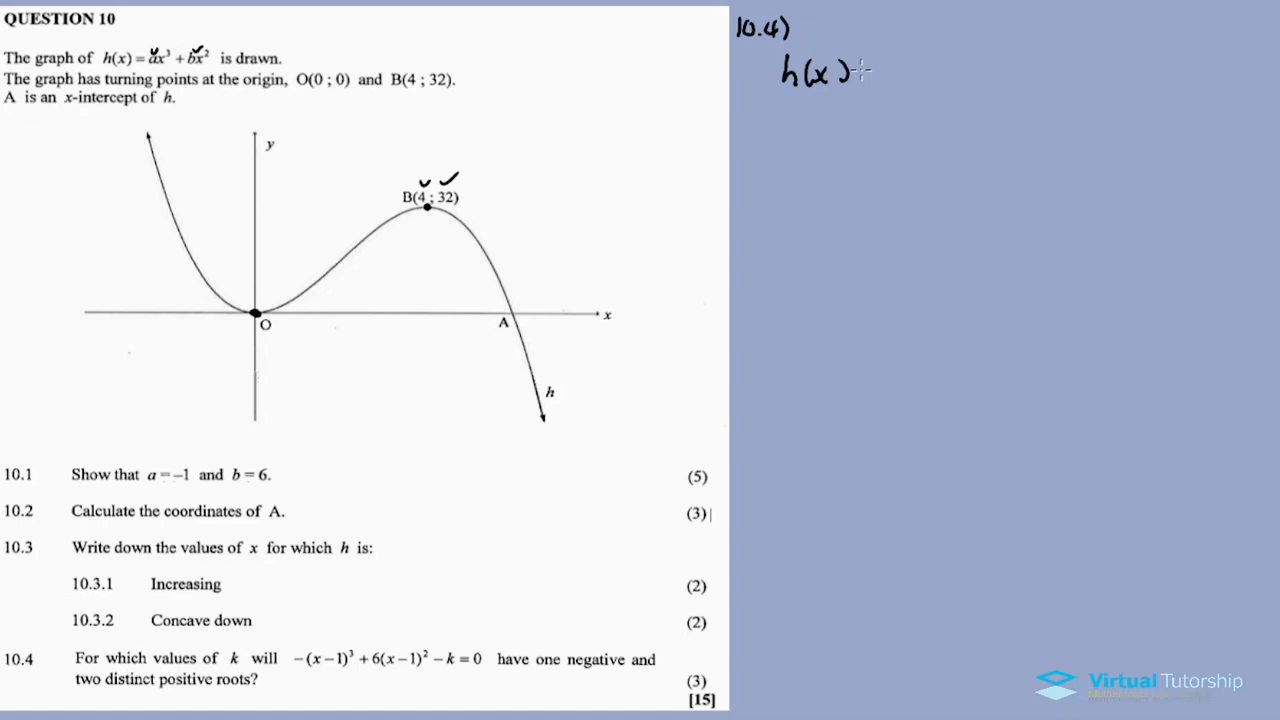 QUESTION 10
The graph of h(x) = ax³ + bx² is drawn.
The graph has turning points at the origin, O(0 ; 0) and B(4 ; 32).
A is an x-intercept of h.
y
B(4 ; 32)
O
A
x
h
10.1 Show that a = −1 and b = 6. (5)
10.2 Calculate the coordinates of A. (3)
10.3 Write down the values of x for which h is:
10.3.1 Increasing (2)
10.3.2 Concave down (2)
10.4 For which values of k will −(x−1)³ + 6(x−1)² − k = 0 have one negative and
two distinct positive roots? (3)
[15]
10.4)
h(x)
Virtual Tutorship